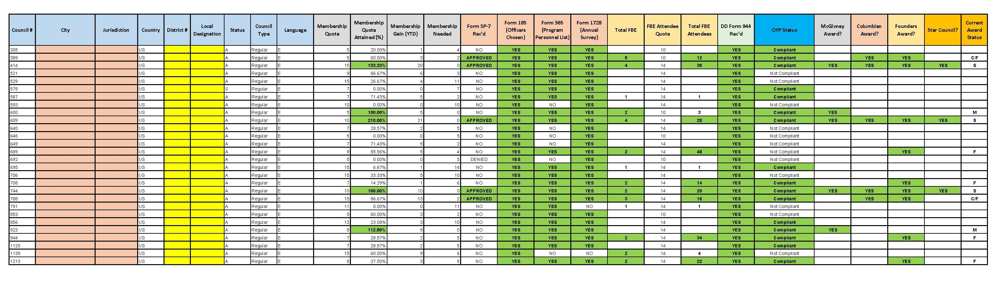 Council # City Jurisdiction Country District # Local Designation Status Council Type Language Membership Quota Membership Quota Attained (%) Membership Gain (YTD) Membership Needed Form SP-7 Rec'd Form 185 (Officers Chosen) Form 365 (Program Personnel List) Form 1728 (Annual Survey) Total FBE FBE Attendee Quota Total FBE Attendees DD Form 944 Rec'd OYP Status McGivney Award? Columbian Award? Founders Award? Star Council? Current Award Status
305 US A Regular E 5 20.00% 1 4 NO YES YES YES 10 YES Compliant
389 US A Regular E 5 60.00% 3 2 APPROVED YES YES YES 5 10 12 YES Compliant YES YES C/F
414 US A Regular E 15 133.33% 20 0 APPROVED YES YES YES 4 14 35 YES Compliant YES YES YES YES S
521 US A Regular E 9 66.67% 6 3 NO YES YES YES 14 YES Not Compliant
529 US A Regular E 15 26.67% 4 11 NO YES YES YES 14 YES Not Compliant
575 US S Regular E 7 0.00% 0 7 NO YES YES YES 14 YES Compliant
587 US A Regular E 7 71.43% 5 2 NO YES YES YES 1 14 1 YES Compliant
593 US A Regular E 10 0.00% 0 10 NO YES NO YES 14 YES Not Compliant
600 US A Regular E 5 100.00% 5 0 NO YES YES YES 2 10 3 YES Compliant YES M
609 US A Regular E 10 210.00% 21 0 APPROVED YES YES YES 4 14 28 YES Compliant YES YES YES YES S
640 US A Regular E 7 28.57% 2 5 NO YES NO YES 14 YES Not Compliant
646 US A Regular E 5 0.00% 0 5 NO YES NO YES 10 YES Not Compliant
649 US A Regular E 7 71.43% 5 2 NO YES NO YES 14 YES Not Compliant
689 US A Regular E 9 55.56% 5 4 NO YES YES YES 2 14 48 YES Not Compliant YES F
692 US A Regular E 5 0.00% 0 5 DENIED YES NO YES 10 YES Not Compliant
695 US A Regular E 15 6.67% 1 14 NO YES YES YES 1 14 1 YES Compliant
706 US A Regular E 15 33.33% 5 10 NO YES YES YES 14 YES Not Compliant
708 US A Regular E 7 14.29% 1 6 NO YES YES YES 2 14 14 YES Compliant YES F
744 US A Regular E 10 100.00% 10 0 APPROVED YES YES YES 2 14 20 YES Compliant YES YES YES YES S
788 US A Regular E 15 86.67% 13 2 APPROVED YES YES YES 3 14 16 YES Compliant YES YES C/F
791 US A Regular E 11 0.00% 0 11 NO YES YES NO 1 14 1 YES Not Compliant
853 US A Regular E 5 60.00% 3 2 NO YES YES YES 10 YES Not Compliant
856 US A Regular E 13 23.08% 3 10 NO YES YES YES 14 YES Compliant
923 US A Regular E 8 112.50% 9 0 NO YES YES YES 14 YES Compliant YES M
944 US A Regular E 7 28.57% 2 5 NO YES YES YES 2 14 34 YES Compliant YES F
1120 US A Regular E 7 28.57% 2 5 NO YES YES YES 14 YES Compliant
1139 US A Regular E 15 60.00% 9 6 NO YES NO NO 2 14 4 YES Not Compliant
1213 US A Regular E 8 37.50% 3 5 NO YES YES YES 2 14 22 YES Compliant YES F